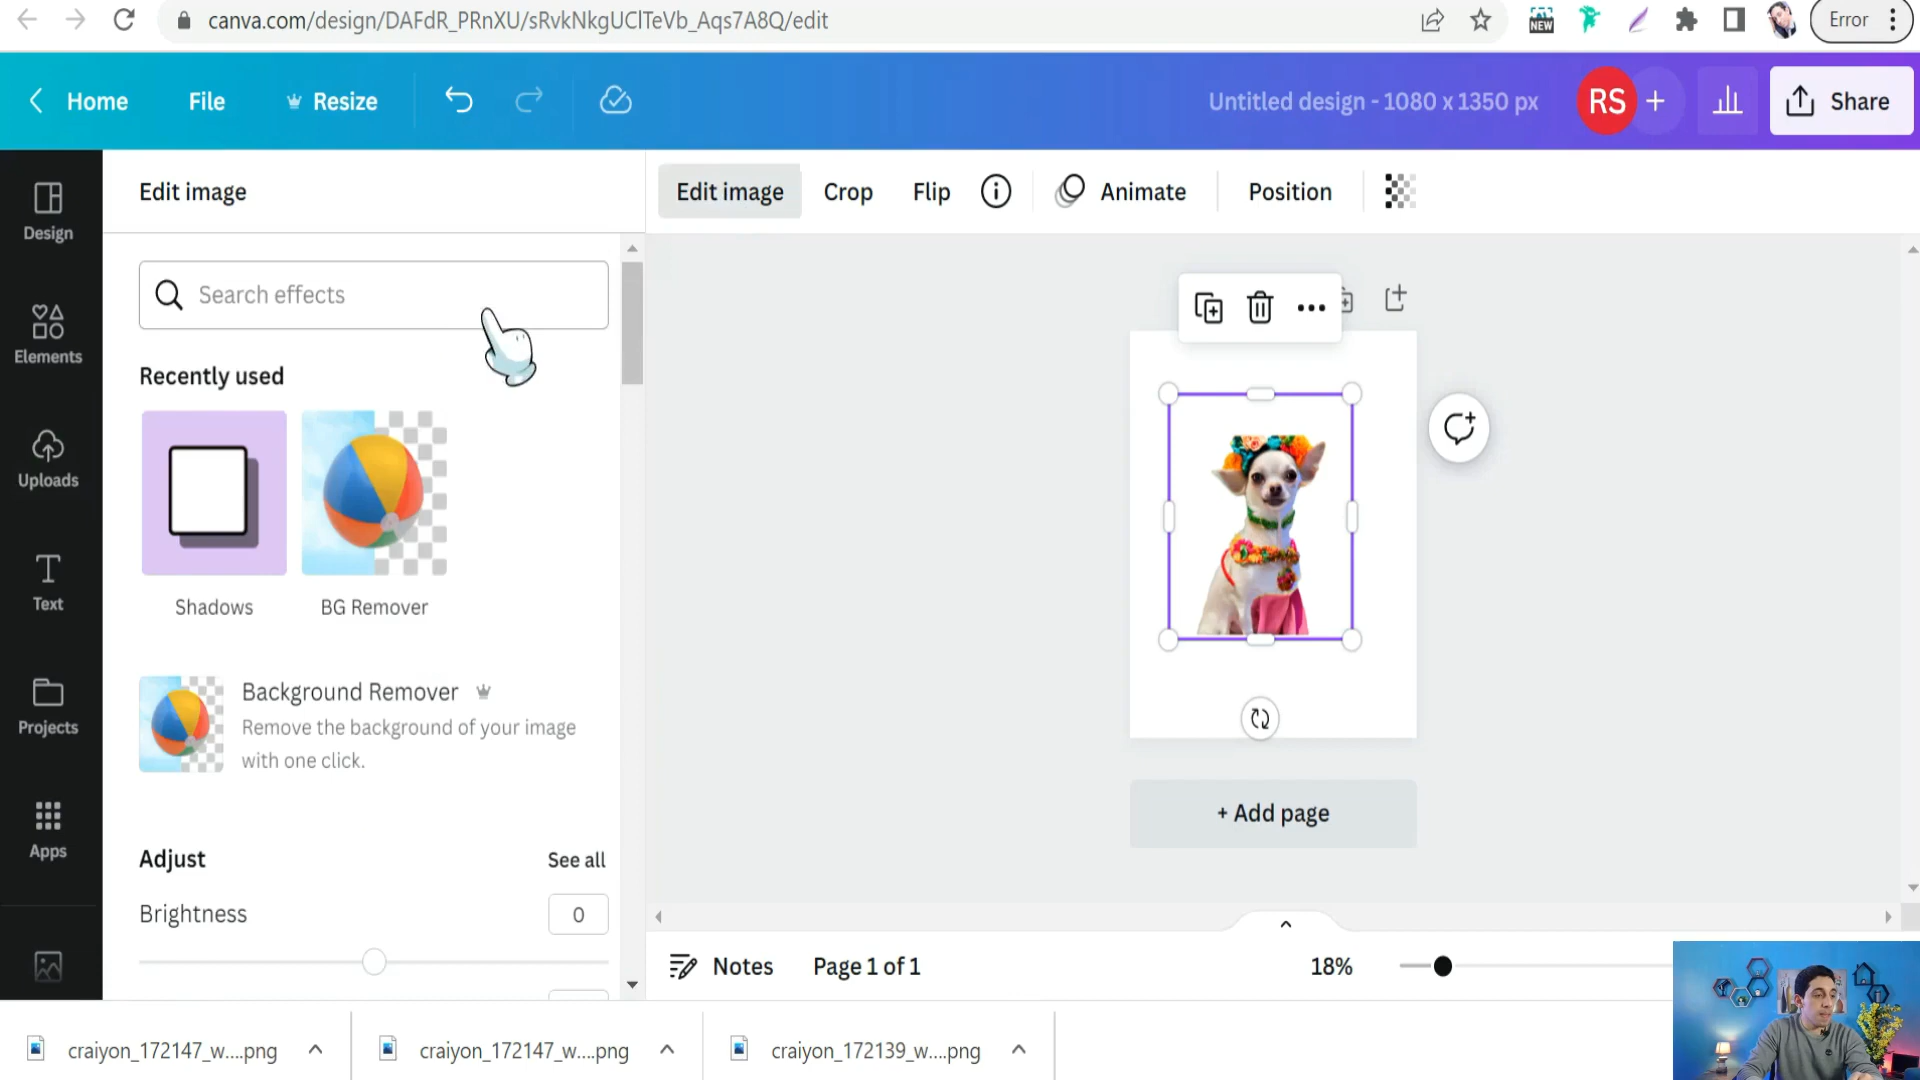 canva.com/design/DAFdR_PRnXU/sRvkNkgUClTeVb_Aqs7A8Q/edit
NEW
Error
Home
File
Resize
Untitled design - 1080 x 1350 px
RS
+
Share
Design
Elements
Uploads
Text
Projects
Apps
Edit image
Search effects
Recently used
Shadows
BG Remover
Background Remover
Remove the background of your image
with one click.
Adjust
See all
Brightness
0
Edit image
Crop
Flip
Animate
Position
+ Add page
Notes
Page 1 of 1
18%
craiyon_172147_w....png
craiyon_172147_w....png
craiyon_172139_w....png